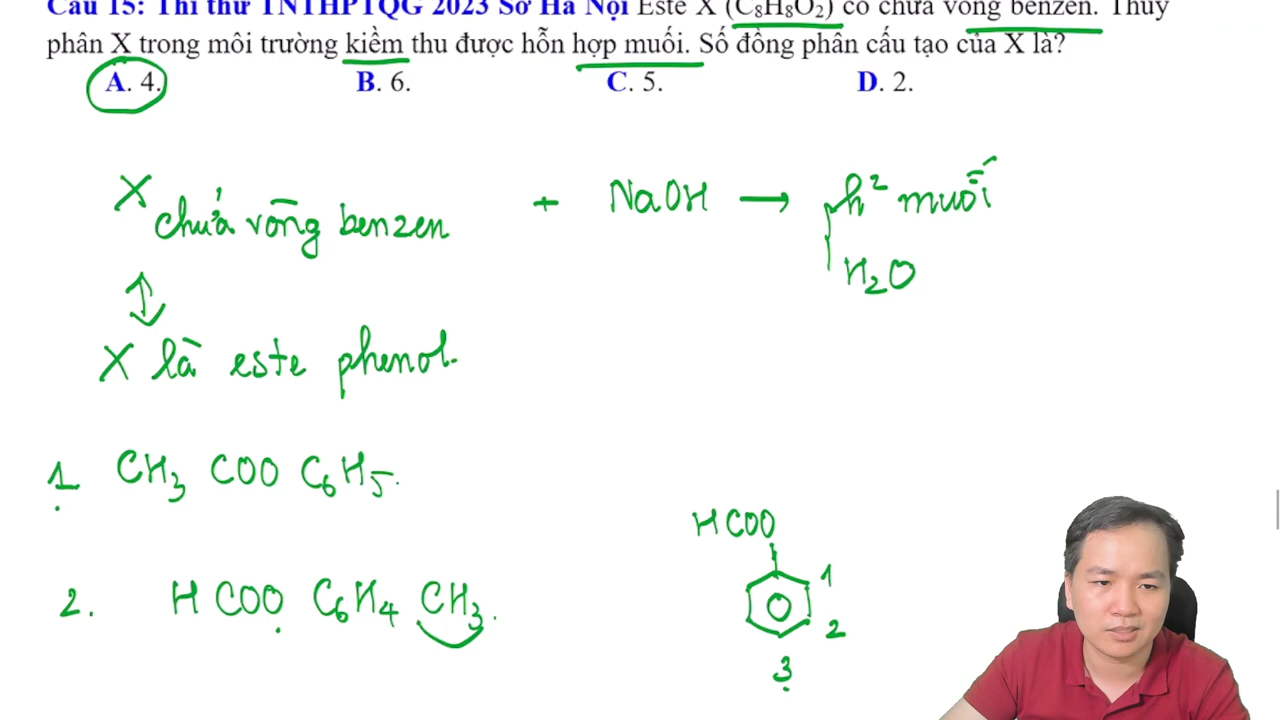 Câu 15: Thi thử TNTHPTQG 2023 Sở Hà Nội Este X (C₈H₈O₂) có chứa vòng benzen. Thủy
phân X trong môi trường kiềm thu được hỗn hợp muối. Số đồng phân cấu tạo của X là?
A. 4. B. 6. C. 5. D. 2.
X chứa vòng benzen + NaOH → h² muối
H₂O
X là este phenol.
1 CH₃ COO C₆H₅.
HCOO
1
2. H COO C₆H₄ CH₃.
2
3